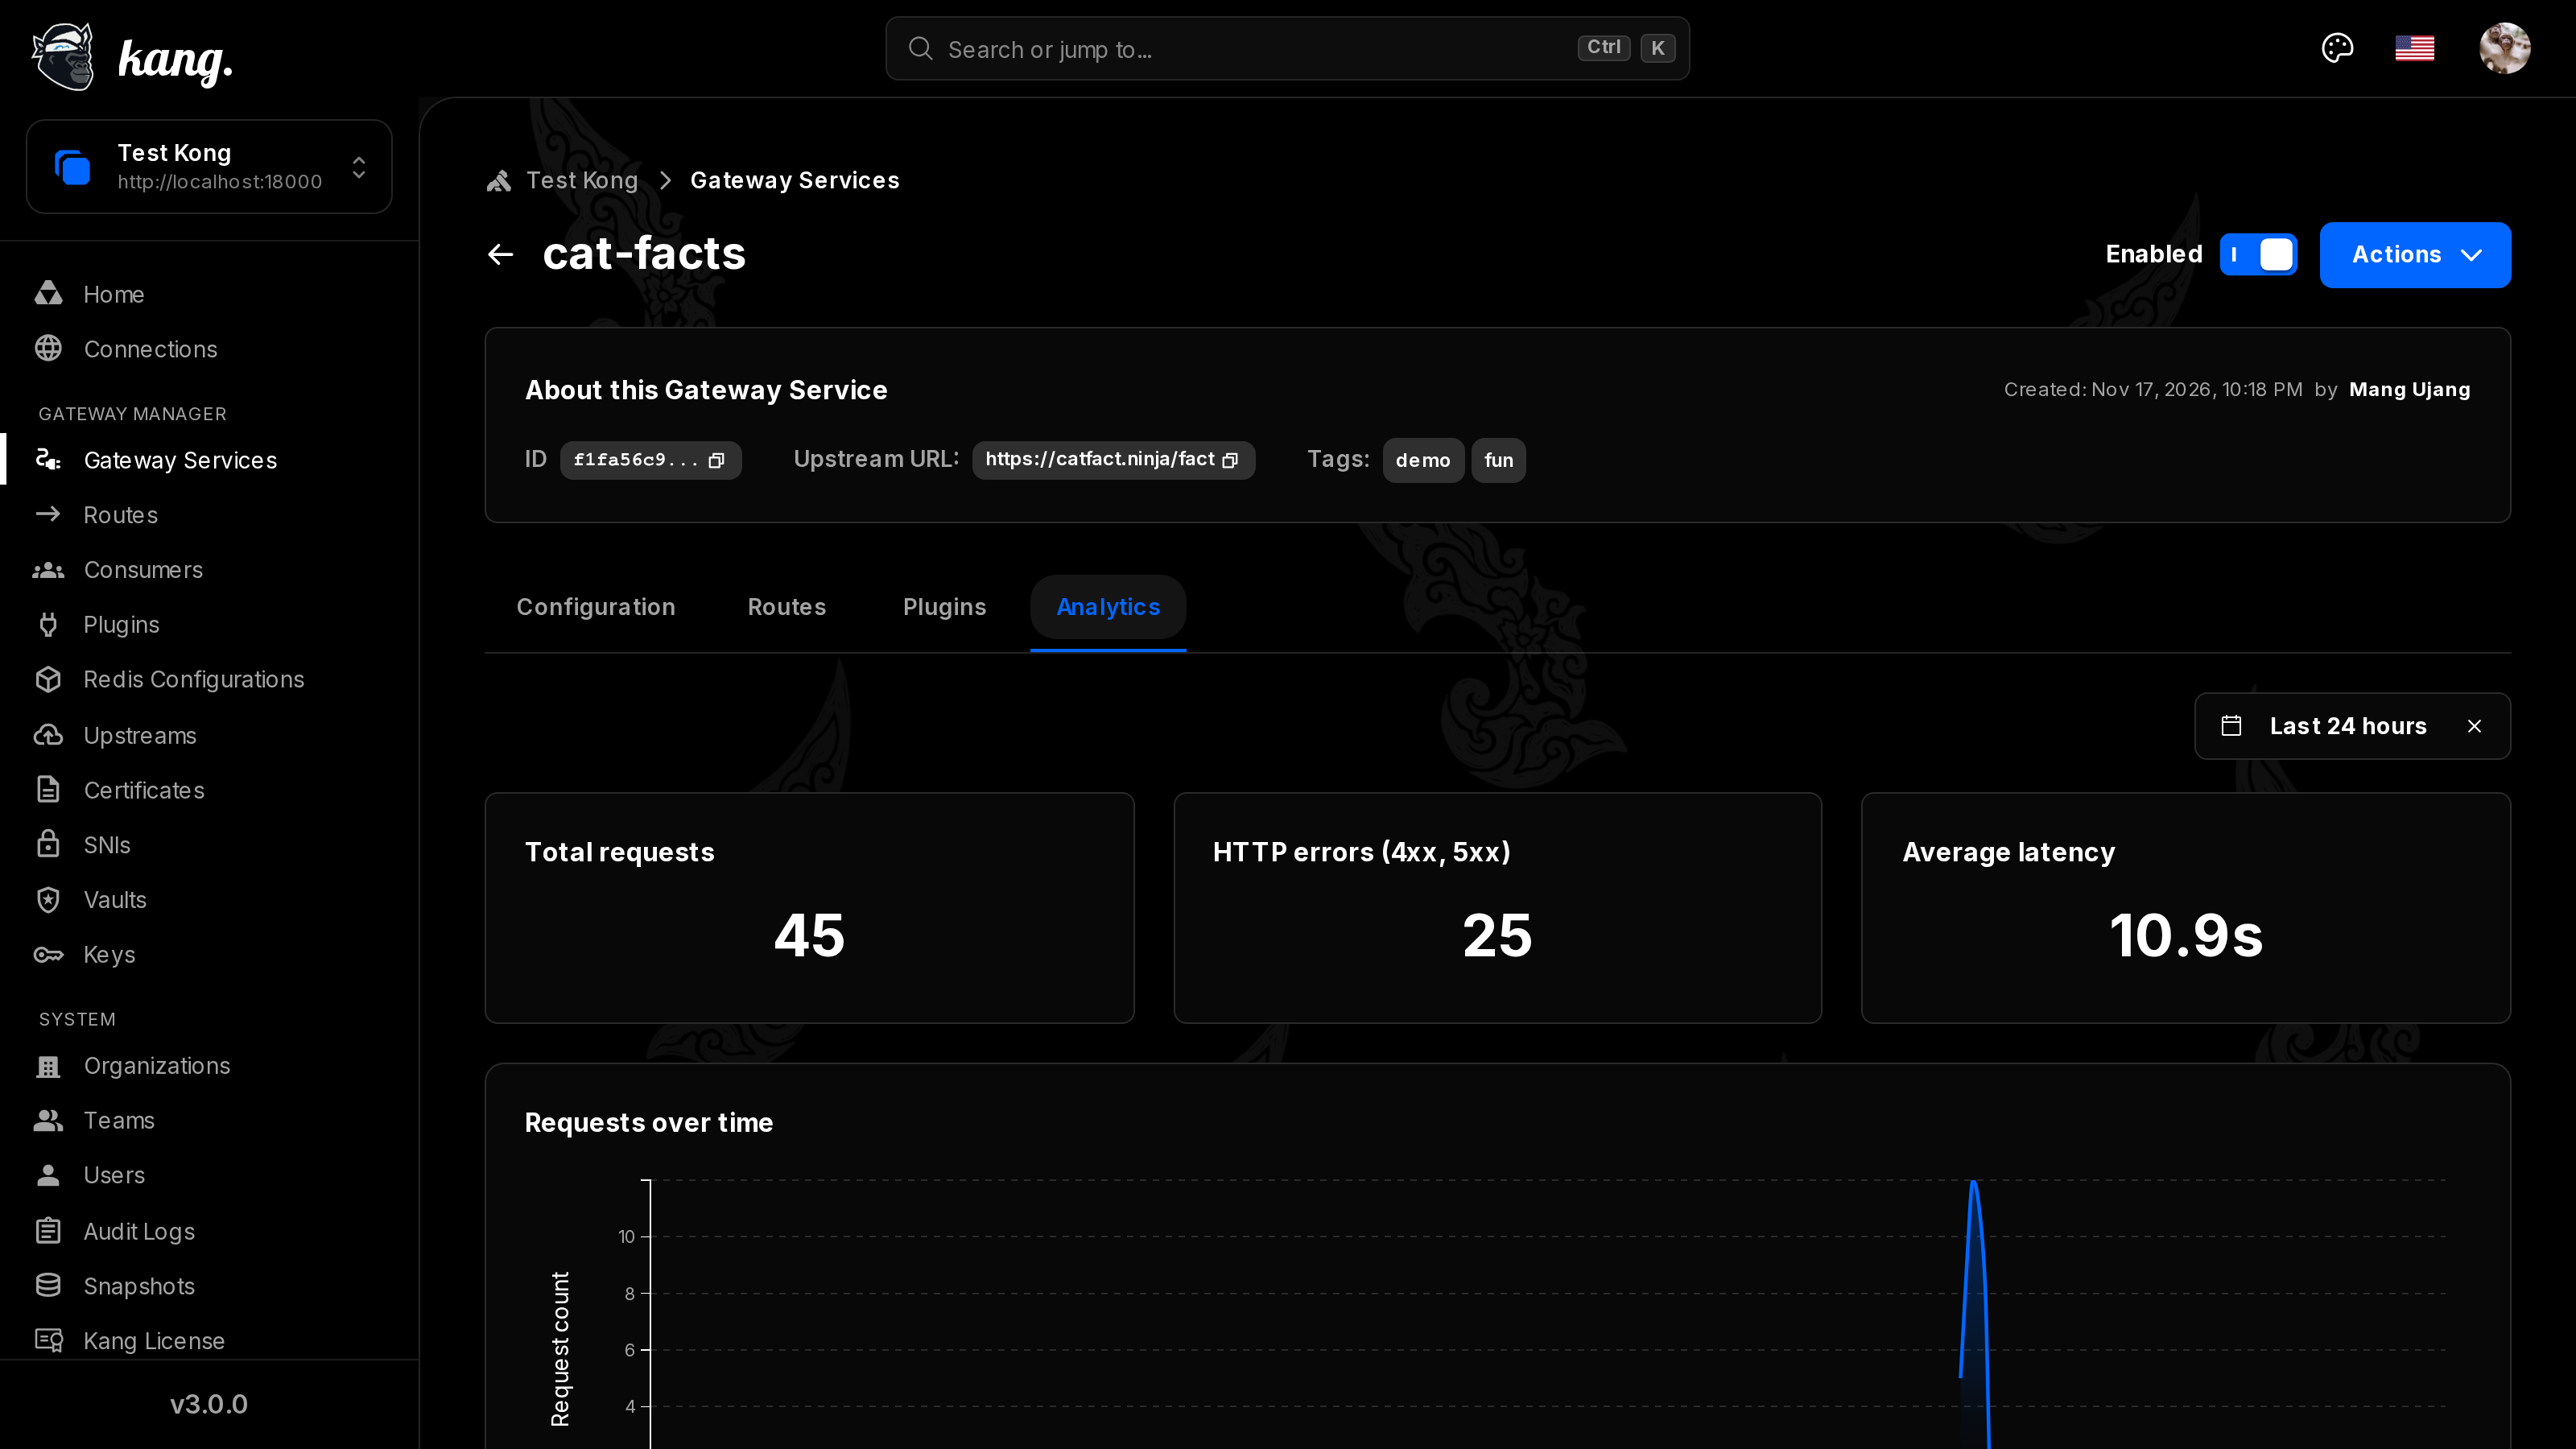 kang.
Search or jump to...
Ctrl K
Test Kong
http://localhost:18000
Home
Connections
GATEWAY MANAGER
Gateway Services
Routes
Consumers
Plugins
Redis Configurations
Upstreams
Certificates
SNIs
Vaults
Keys
SYSTEM
Organizations
Teams
Users
Audit Logs
Snapshots
Kang License
v3.0.0
Test Kong > Gateway Services
cat-facts
Enabled
Actions
About this Gateway Service
Created: Nov 17, 2026, 10:18 PM by Mang Ujang
ID f1fa56c9... Upstream URL: https://catfact.ninja/fact Tags: demo fun
Configuration Routes Plugins Analytics
Last 24 hours
Total requests
45
HTTP errors (4xx, 5xx)
25
Average latency
10.9s
Requests over time
Request count
10
8
6
4